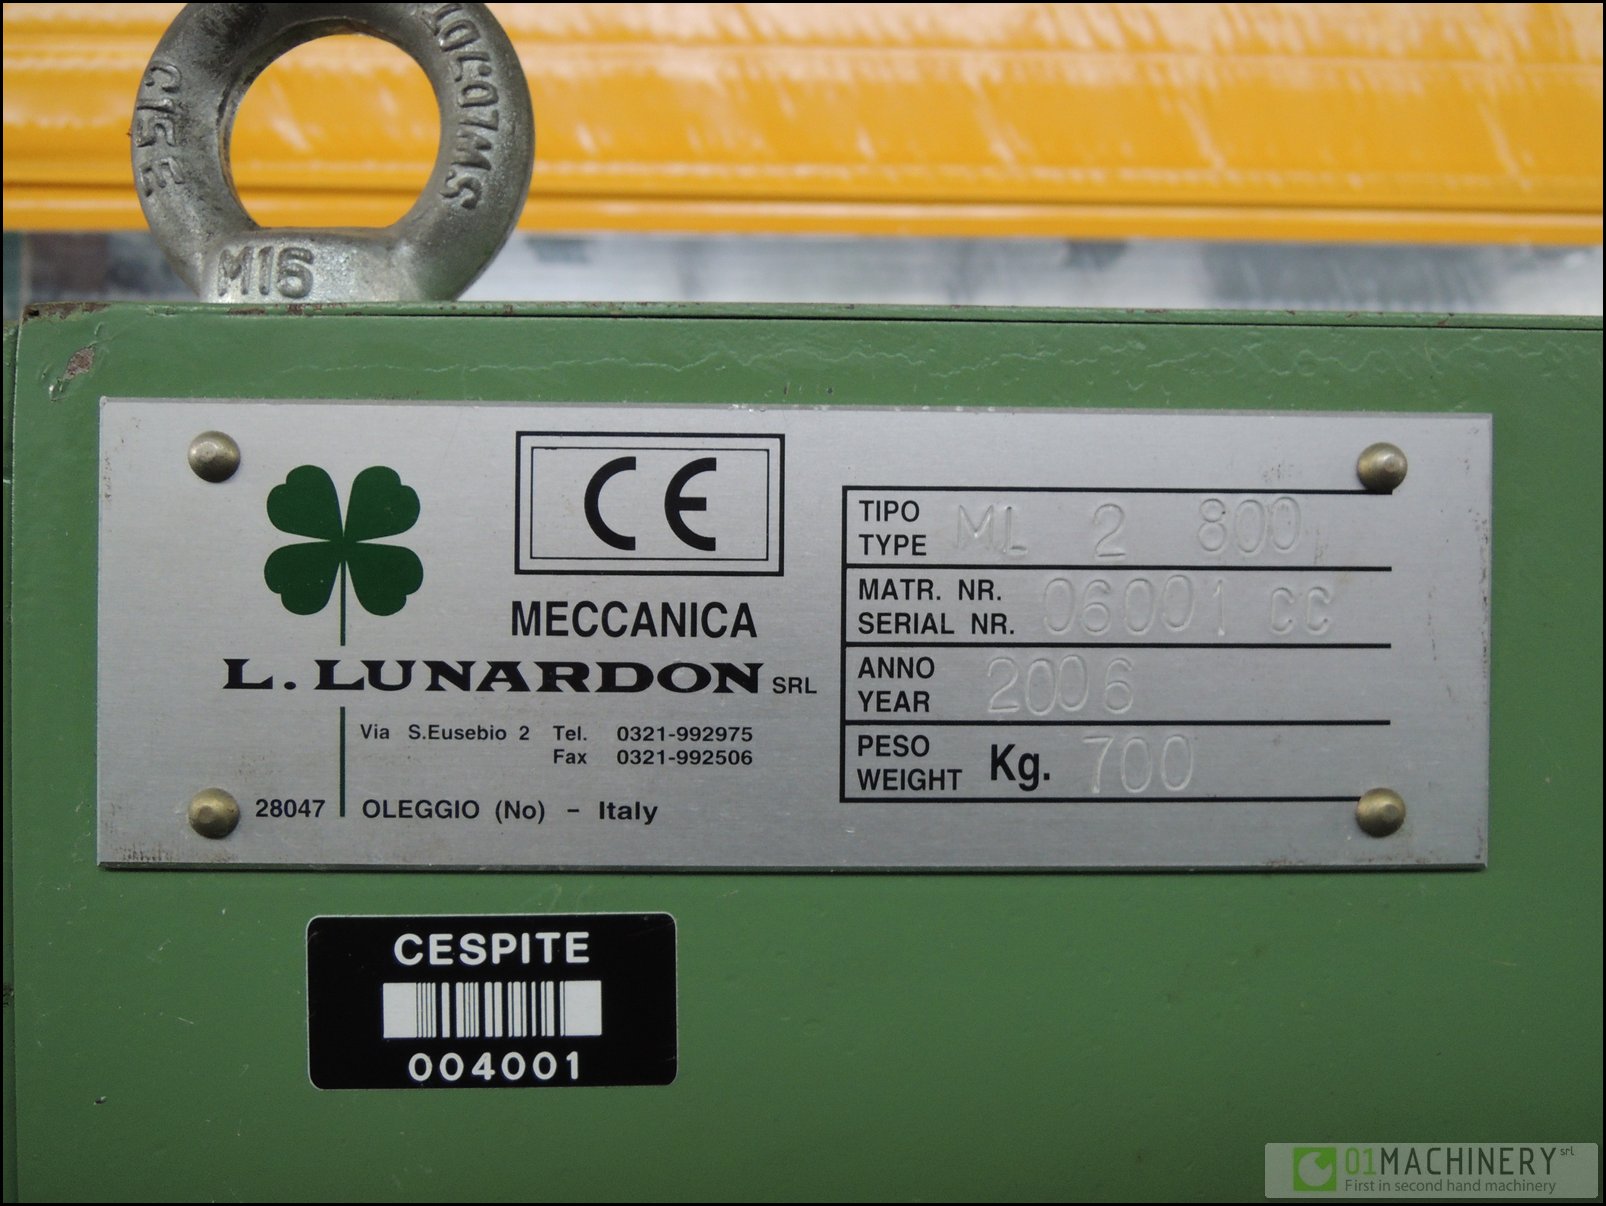 C15E
M16
CE
MECCANICA
L. LUNARDON SRL
Via S.Eusebio 2 Tel. 0321-992975
Fax 0321-992506
28047 OLEGGIO (No) - Italy
TIPO
TYPE ML 2 800
MATR. NR.
SERIAL NR. 06001 CC
ANNO
YEAR 2006
PESO
WEIGHT Kg. 700
CESPITE
004001
01MACHINERY srl
First in second hand machinery